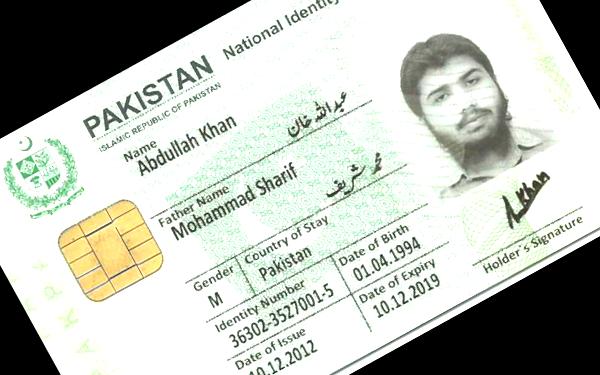 PAKISTAN National Identity
ISLAMIC REPUBLIC OF PAKISTAN
Name
Abdullah Khan
عبداللہ خان
Father Name
Mohammad Sharif
محمد شریف
Gender Country of Stay
M Pakistan
Identity Number Date of Birth
36302-3527001-5 01.04.1994
Date of Issue Date of Expiry
10.12.2012 10.12.2019
A Khan
Holder's Signature